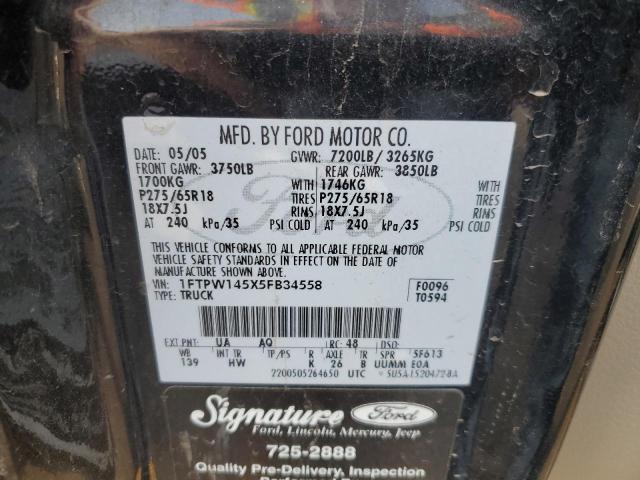 MFD. BY FORD MOTOR CO.
DATE: 05/05 GVWR: 7200LB/ 3265KG
FRONT GAWR: 3750LB REAR GAWR: 3850LB
1700KG WITH 1746KG WITH
P275/65R18 TIRES P275/65R18 TIRES
18X7.5J RIMS 18X7.5J RIMS
AT 240 kPa/35 PSI COLD AT 240 kPa/35 PSI COLD
THIS VEHICLE CONFORMS TO ALL APPLICABLE FEDERAL MOTOR
VEHICLE SAFETY STANDARDS IN EFFECT ON THE DATE OF
MANUFACTURE SHOWN ABOVE.
VIN: 1FTPW145X5FB34558 F0096
TYPE: TRUCK T0594
EXT PNT: UA AQ RC: 48 DSO:
WB INT TR TP/PS R AXLE TR SPR 5F613
139 HW K 26 B UUMM E0A
2200505264650 UTC
Signature Ford
Ford, Lincoln, Mercury, Jeep
725-2888
Quality Pre-Delivery, Inspection